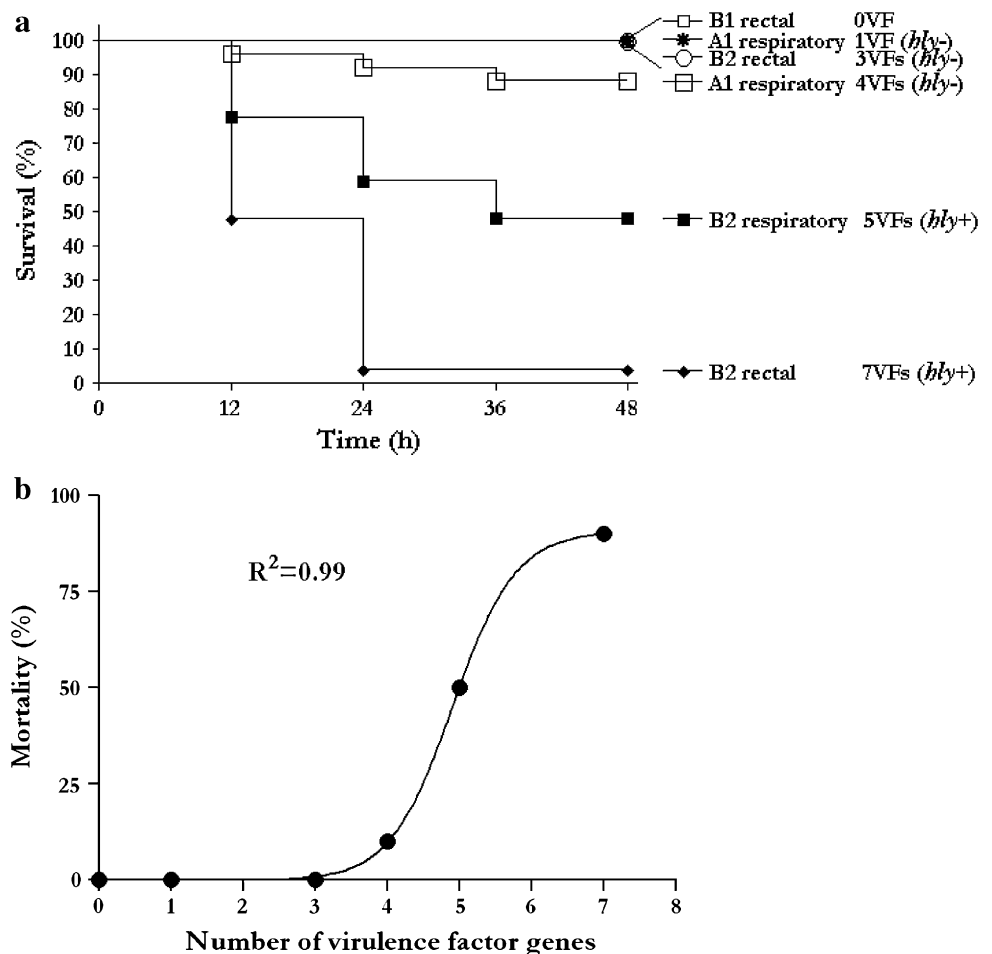 a
B1 rectal 0VF
A1 respiratory 1VF (hly-)
B2 rectal 3VFs (hly-)
A1 respiratory 4VFs (hly-)
B2 respiratory 5VFs (hly+)
B2 rectal 7VFs (hly+)
Survival (%)
100
90
80
70
60
50
40
30
20
10
0
0 12 24 36 48
Time (h)
b
R²=0.99
Mortality (%)
100
75
50
25
0
0 1 2 3 4 5 6 7 8
Number of virulence factor genes